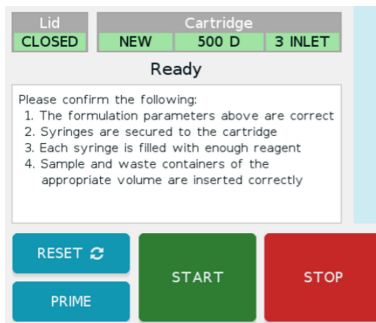 Lid
Cartridge
CLOSED
NEW
500 D
3 INLET
Ready
Please confirm the following:
1. The formulation parameters above are correct
2. Syringes are secured to the cartridge
3. Each syringe is filled with enough reagent
4. Sample and waste containers of the
appropriate volume are inserted correctly
RESET
START
STOP
PRIME